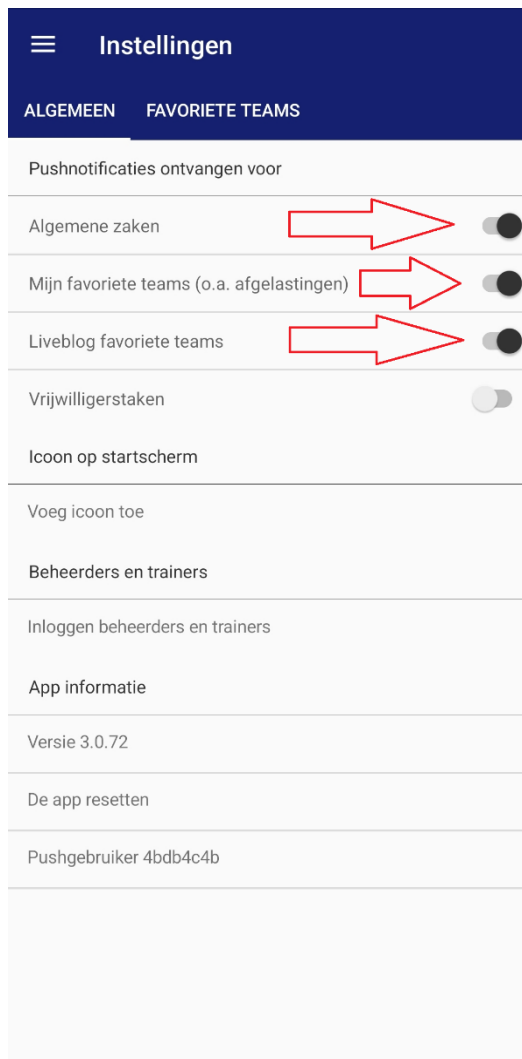 Instellingen
ALGEMEEN FAVORIETE TEAMS
Pushnotificaties ontvangen voor
Algemene zaken
Mijn favoriete teams (o.a. afgelastingen)
Liveblog favoriete teams
Vrijwilligerstaken
Icoon op startscherm
Voeg icoon toe
Beheerders en trainers
Inloggen beheerders en trainers
App informatie
Versie 3.0.72
De app resetten
Pushgebruiker 4bdb4c4b